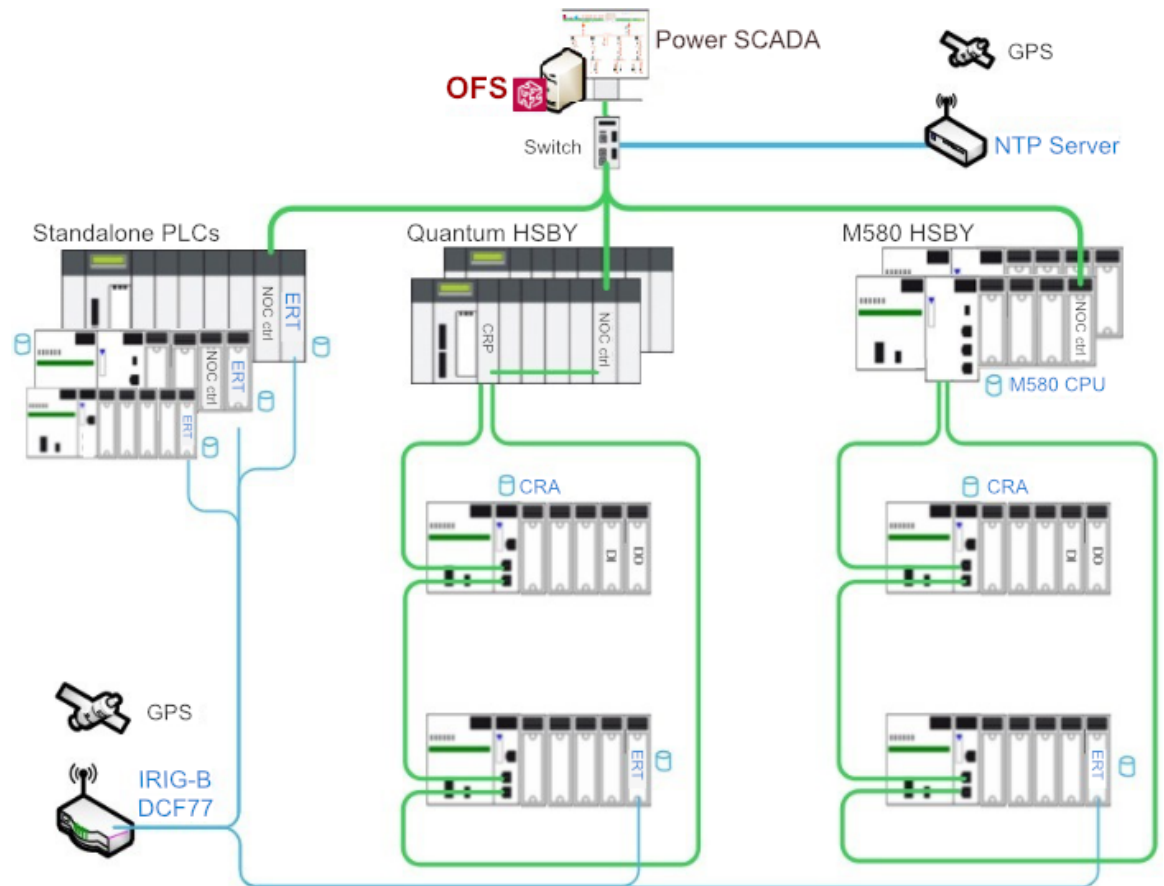 Power SCADA
GPS
OFS
Switch
NTP Server
Standalone PLCs
Quantum HSBY
M580 HSBY
NOC ctrl
ERT
NOC ctrl
ERT
ERT
CRP
NOC ctrl
NOC ctrl
M580 CPU
CRA
DI
DO
CRA
DI
DO
GPS
IRIG-B
DCF77
ERT
ERT